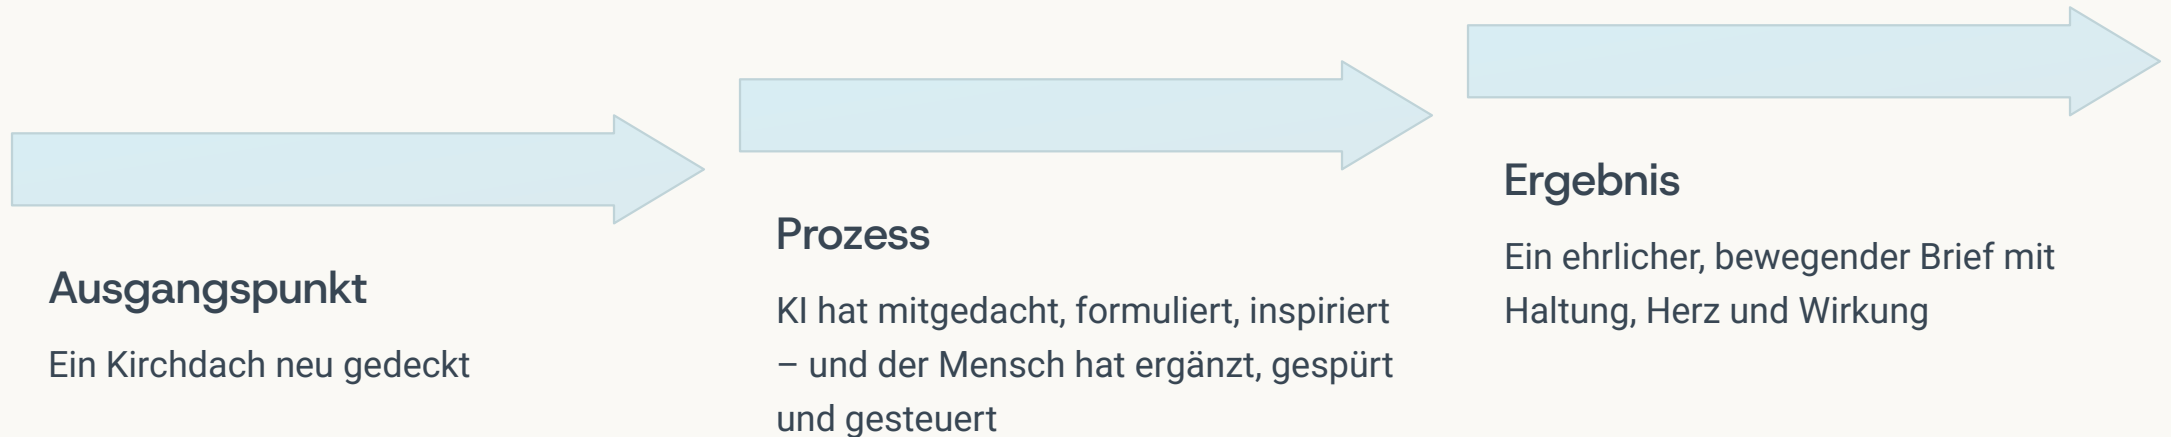 Ausgangspunkt
Ein Kirchdach neu gedeckt
Prozess
KI hat mitgedacht, formuliert, inspiriert
– und der Mensch hat ergänzt, gespürt
und gesteuert
Ergebnis
Ein ehrlicher, bewegender Brief mit
Haltung, Herz und Wirkung